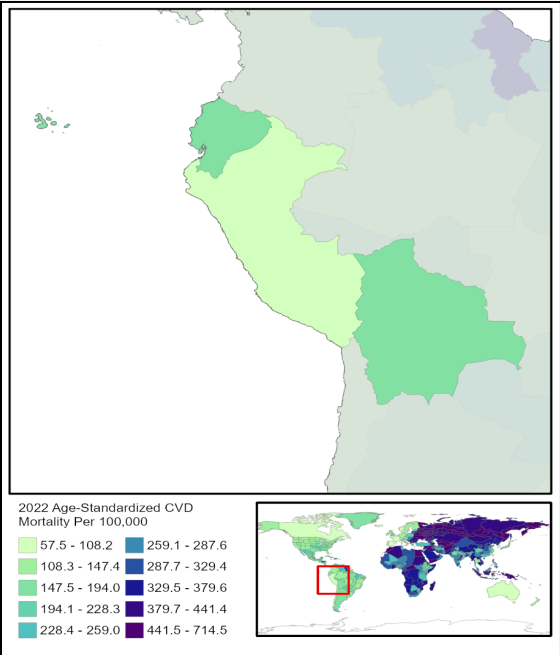 2022 Age-Standardized CVD
Mortality Per 100,000
57.5 - 108.2
108.3 - 147.4
147.5 - 194.0
194.1 - 228.3
228.4 - 259.0
259.1 - 287.6
287.7 - 329.4
329.5 - 379.6
379.7 - 441.4
441.5 - 714.5